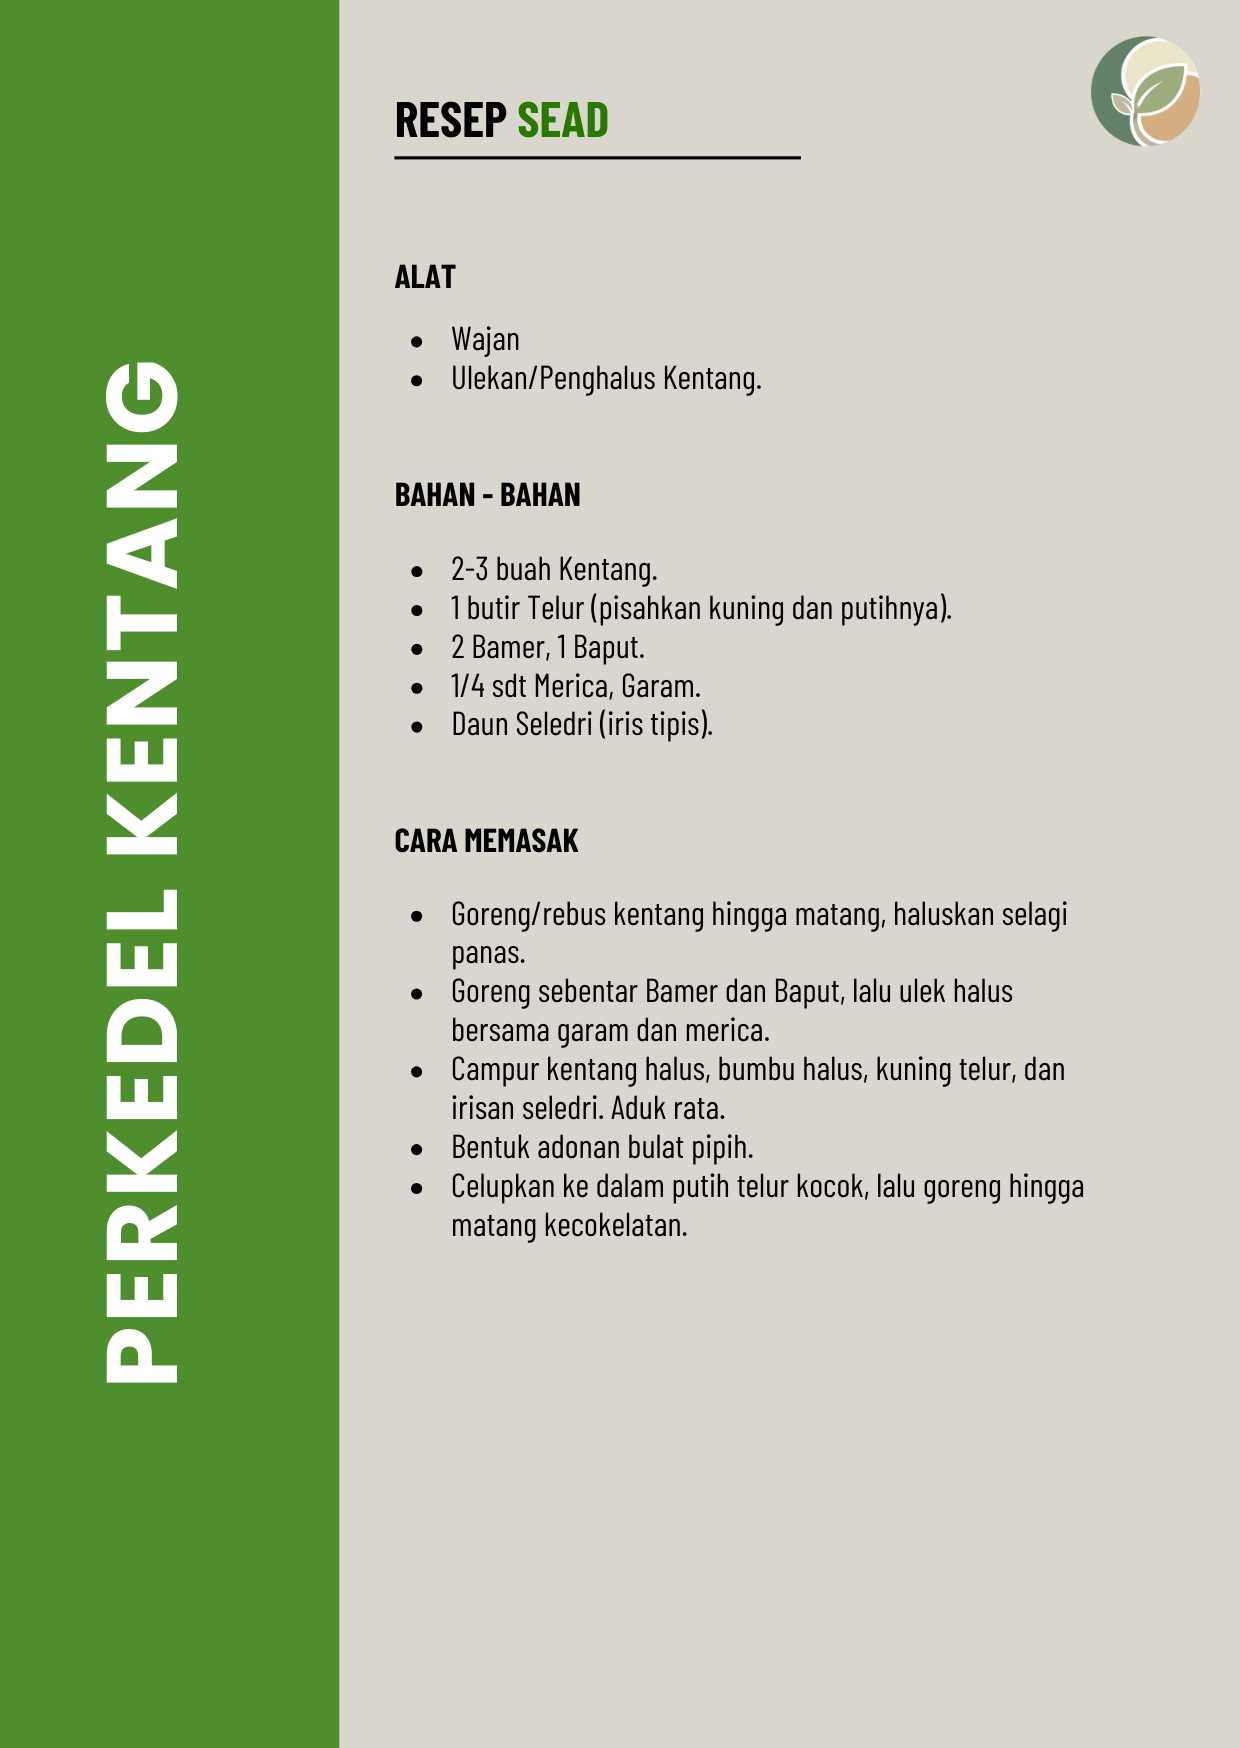 PERKEDEL KENTANG
RESEP SEAD
ALAT
Wajan
Ulekan/Penghalus Kentang.
BAHAN - BAHAN
2-3 buah Kentang.
1 butir Telur (pisahkan kuning dan putihnya).
2 Bamer, 1 Baput.
1/4 sdt Merica, Garam.
Daun Seledri (iris tipis).
CARA MEMASAK
Goreng/rebus kentang hingga matang, haluskan selagi
panas.
Goreng sebentar Bamer dan Baput, lalu ulek halus
bersama garam dan merica.
Campur kentang halus, bumbu halus, kuning telur, dan
irisan seledri. Aduk rata.
Bentuk adonan bulat pipih.
Celupkan ke dalam putih telur kocok, lalu goreng hingga
matang kecokelatan.